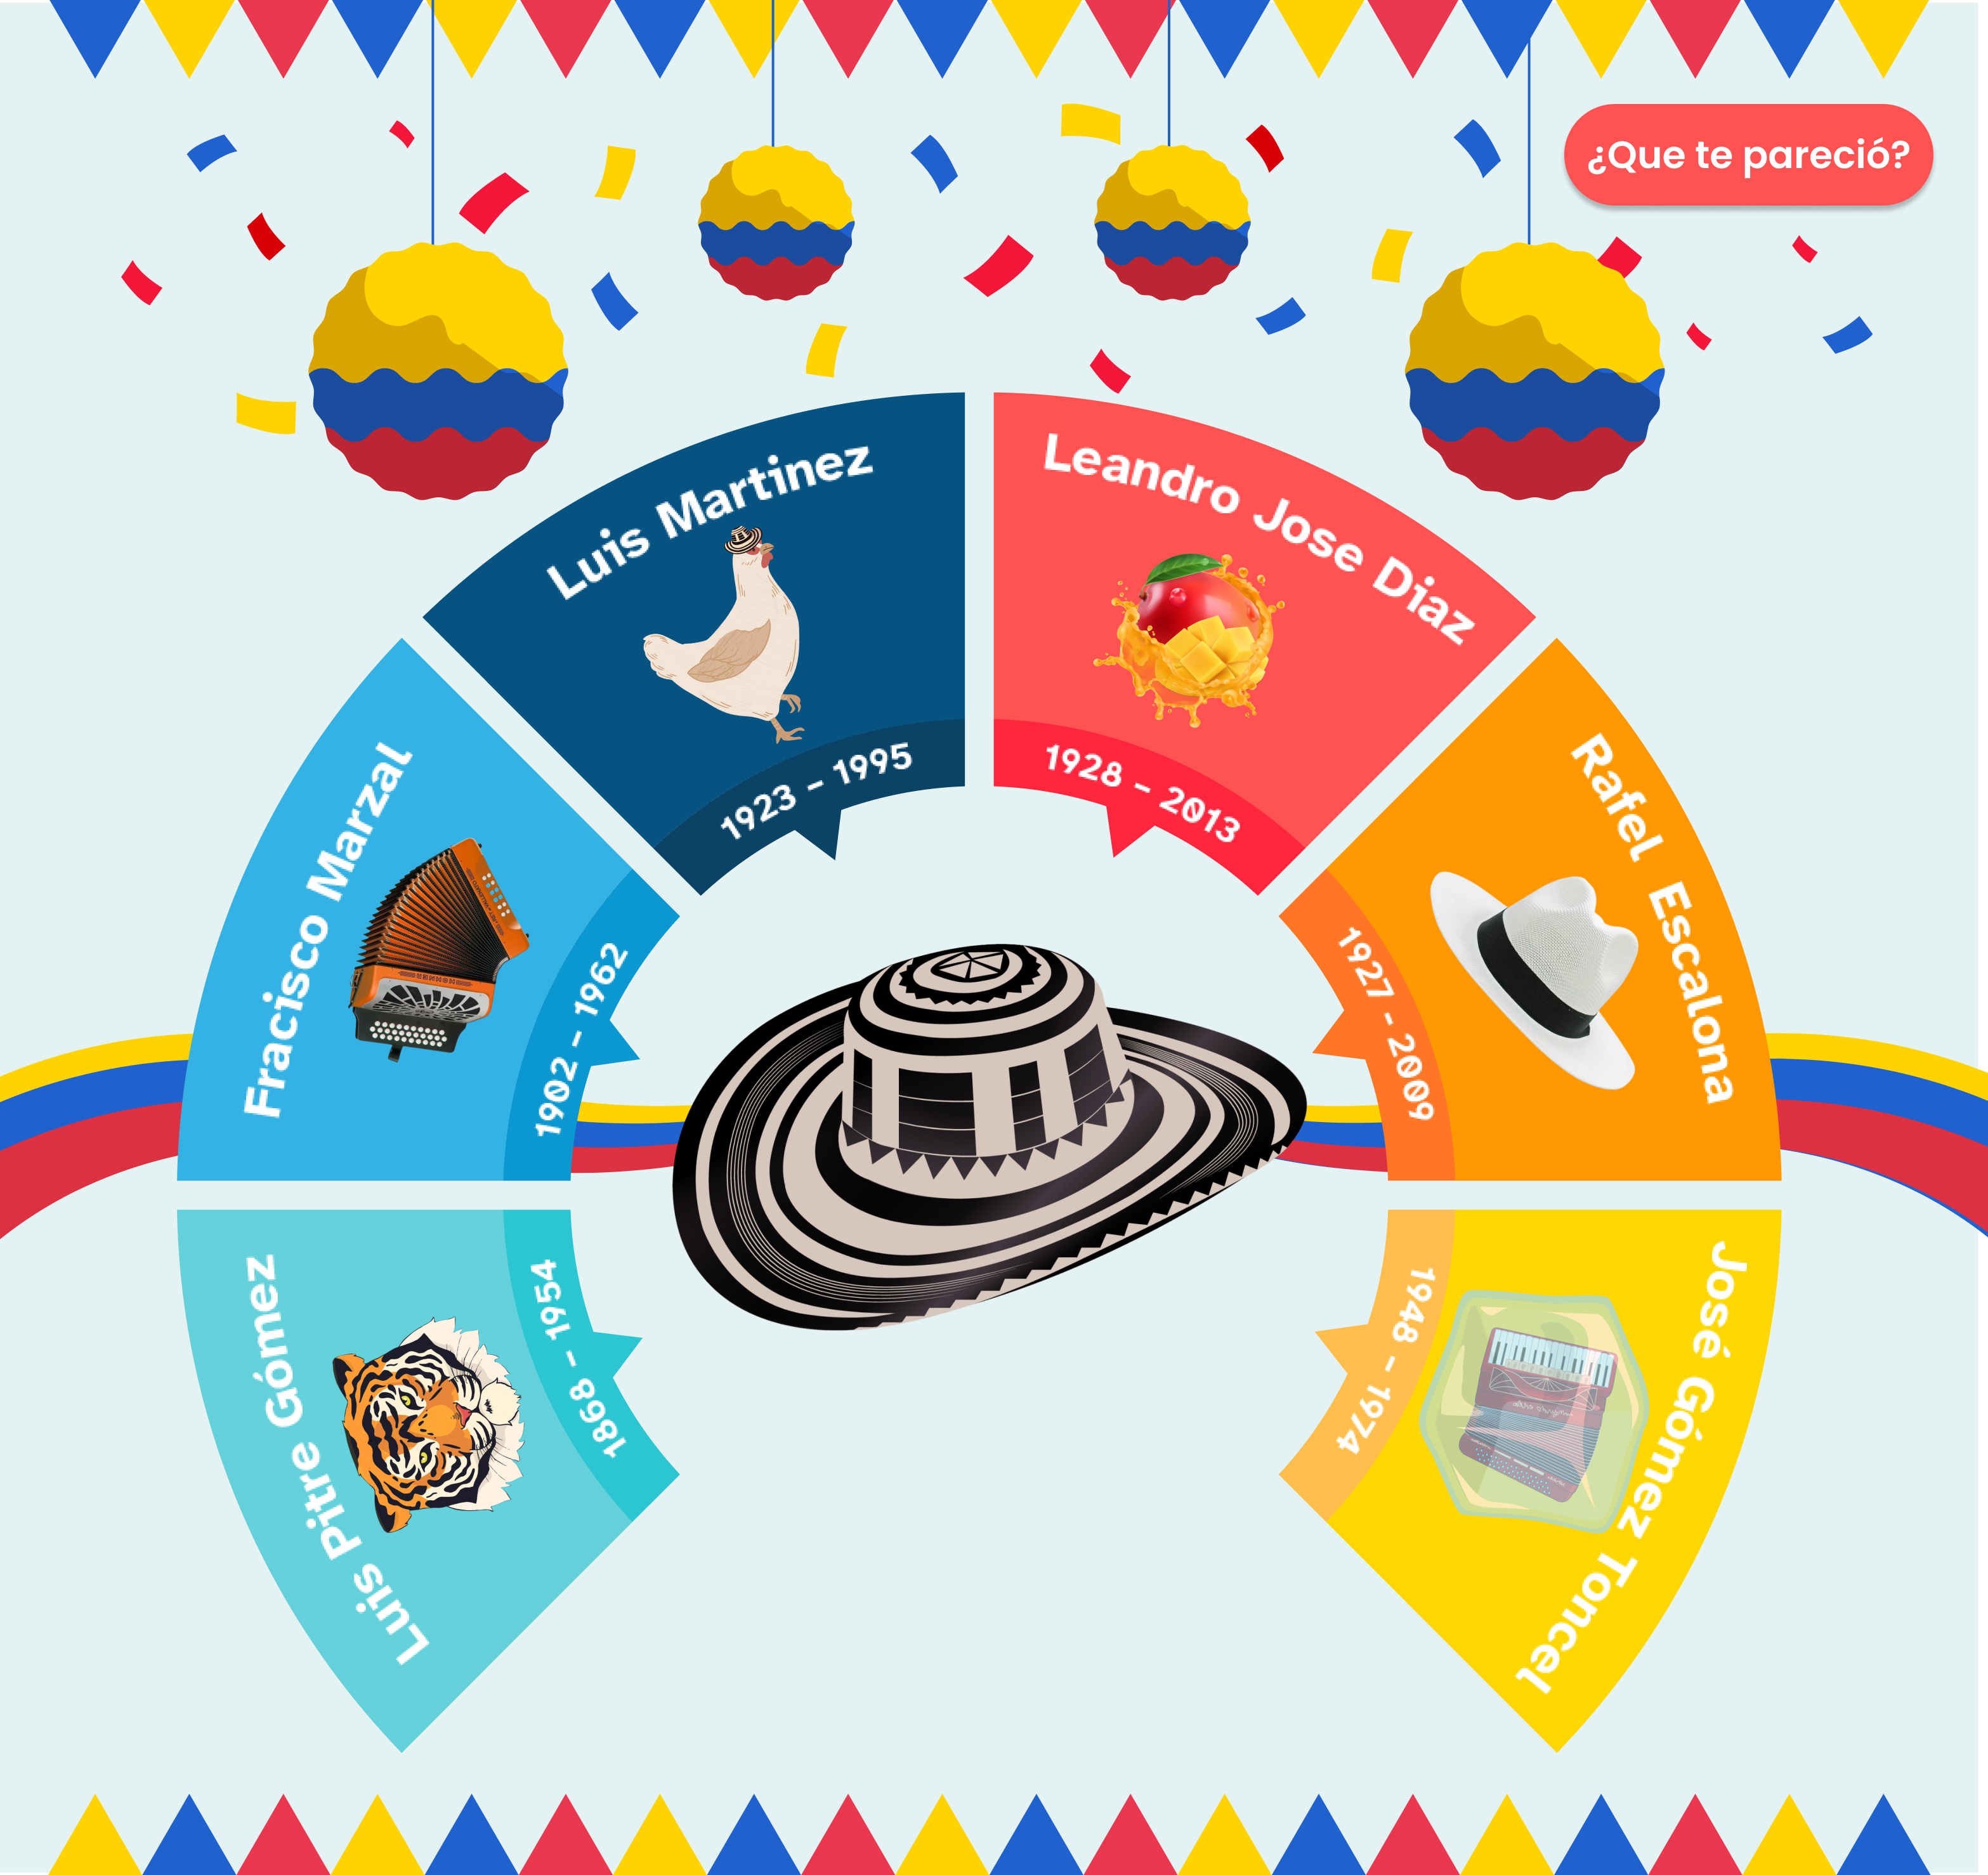 ¿Que te pareció?
Luis Martinez
1923 - 1995
Leandro Jose Diaz
1928 - 2013
Fracisco Marzal
1902 - 1962
Rafel Escalona
1927 - 2009
Luis Pitre Gómez
1868 - 1954
José Gómez Toncel
1948 - 1974
HOHNER